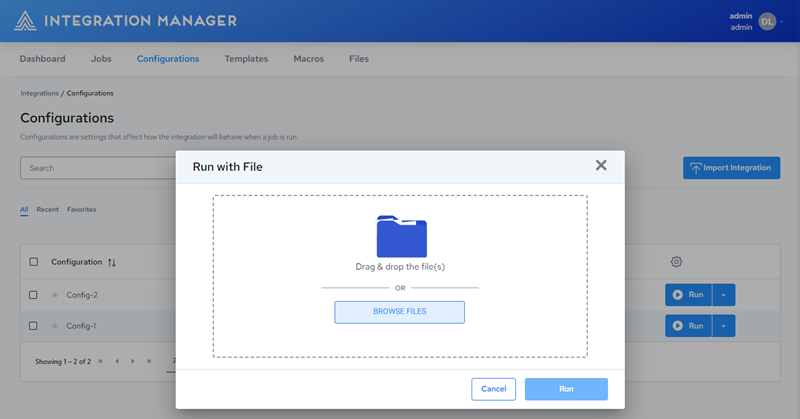 INTEGRATION MANAGER
admin
admin
DL
Dashboard Jobs Configurations Templates Macros Files
Integrations / Configurations
Configurations
Configurations are settings that affect how the integration will behave when a job is run.
Search
Import Integration
Run with File
Drag & drop the file(s)
OR
BROWSE FILES
Cancel Run
All Recent Favorites
Configuration
Config-2 Run
Config-1 Run
Showing 1 – 2 of 2